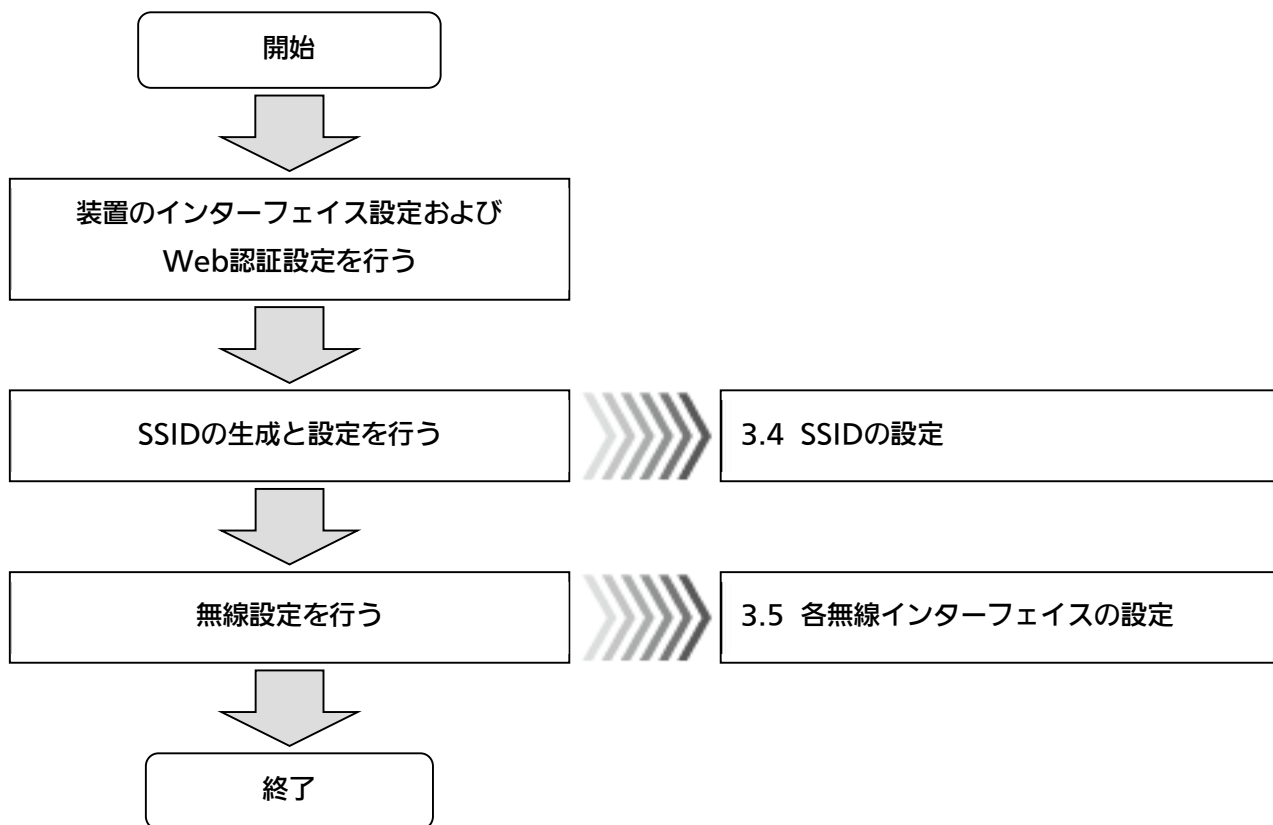 開始
装置のインターフェイス設定および
Web認証設定を行う
SSIDの生成と設定を行う
3.4 SSIDの設定
無線設定を行う
3.5 各無線インターフェイスの設定
終了